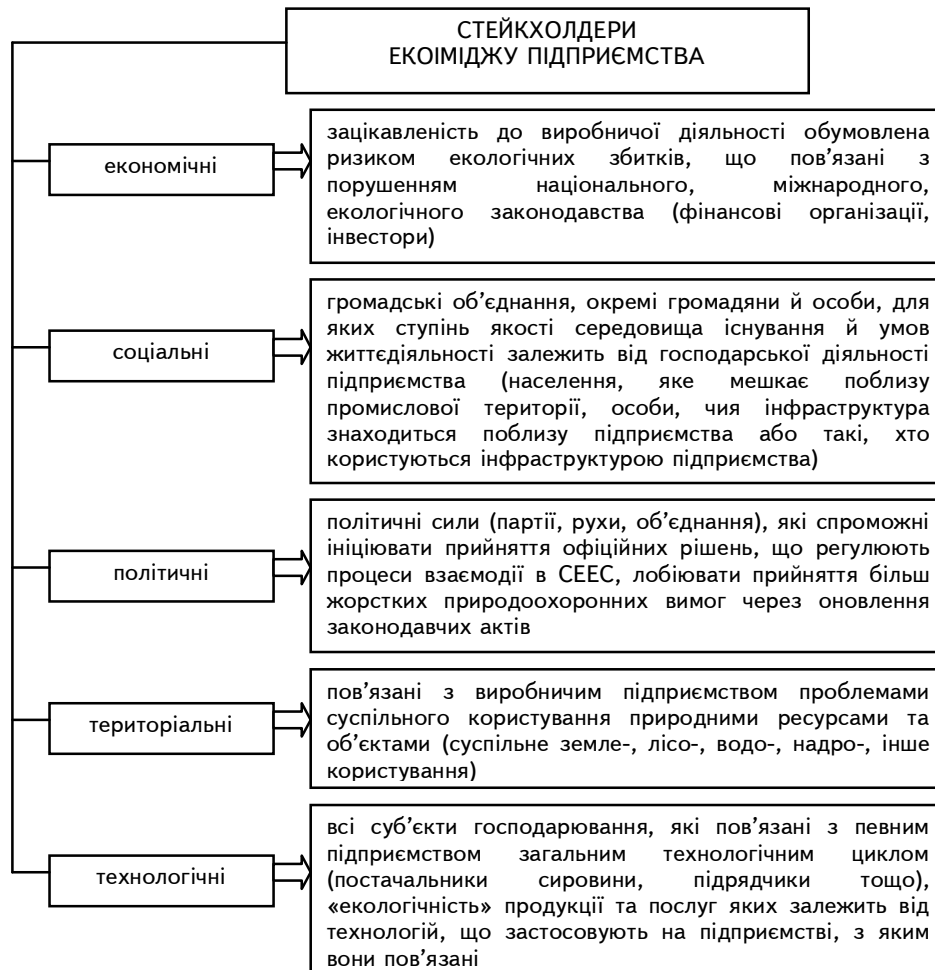 СТЕЙКХОЛДЕРИ
ЕКОІМІДЖУ ПІДПРИЄМСТВА
економічні
зацікавленість до виробничої діяльності обумовлена
ризиком екологічних збитків, що пов’язані з
порушенням національного, міжнародного,
екологічного законодавства (фінансові організації,
інвестори)
соціальні
громадські об’єднання, окремі громадяни й особи, для
яких ступінь якості середовища існування й умов
життєдіяльності залежить від господарської діяльності
підприємства (населення, яке мешкає поблизу
промислової території, особи, чия інфраструктура
знаходиться поблизу підприємства або такі, хто
користуються інфраструктурою підприємства)
політичні
політичні сили (партії, рухи, об’єднання), які спроможні
ініціювати прийняття офіційних рішень, що регулюють
процеси взаємодії в СЕЕС, лобіювати прийняття більш
жорстких природоохоронних вимог через оновлення
законодавчих актів
територіальні
пов’язані з виробничим підприємством проблемами
суспільного користування природними ресурсами та
об’єктами (суспільне земле-, лісо-, водо-, надро-, інше
користування)
технологічні
всі суб’єкти господарювання, які пов’язані з певним
підприємством загальним технологічним циклом
(постачальники сировини, підрядчики тощо),
«екологічність» продукції та послуг яких залежить від
технологій, що застосовують на підприємстві, з яким
вони пов’язані